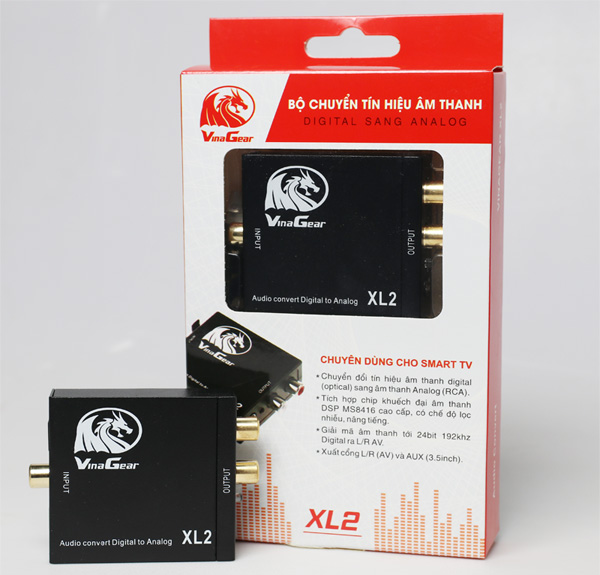 VinaGear
BỘ CHUYỂN TÍN HIỆU ÂM THANH
DIGITAL SANG ANALOG
VinaGear
INPUT
OUTPUT
Audio convert Digital to Analog XL2
CHUYÊN DÙNG CHO SMART TV
• Chuyển đổi tín hiệu âm thanh digital
(optical) sang âm thanh Analog (RCA).
• Tích hợp chip khuếch đại âm thanh
DSP MS8416 cao cấp, có chế độ lọc
nhiễu, nâng tiếng.
• Giải mã âm thanh tới 24bit 192khz
Digital ra L/R AV.
• Xuất cổng L/R (AV) và AUX (3.5inch).
XL2
VinaGear
VinaGear
INPUT
OUTPUT
Audio convert Digital to Analog XL2